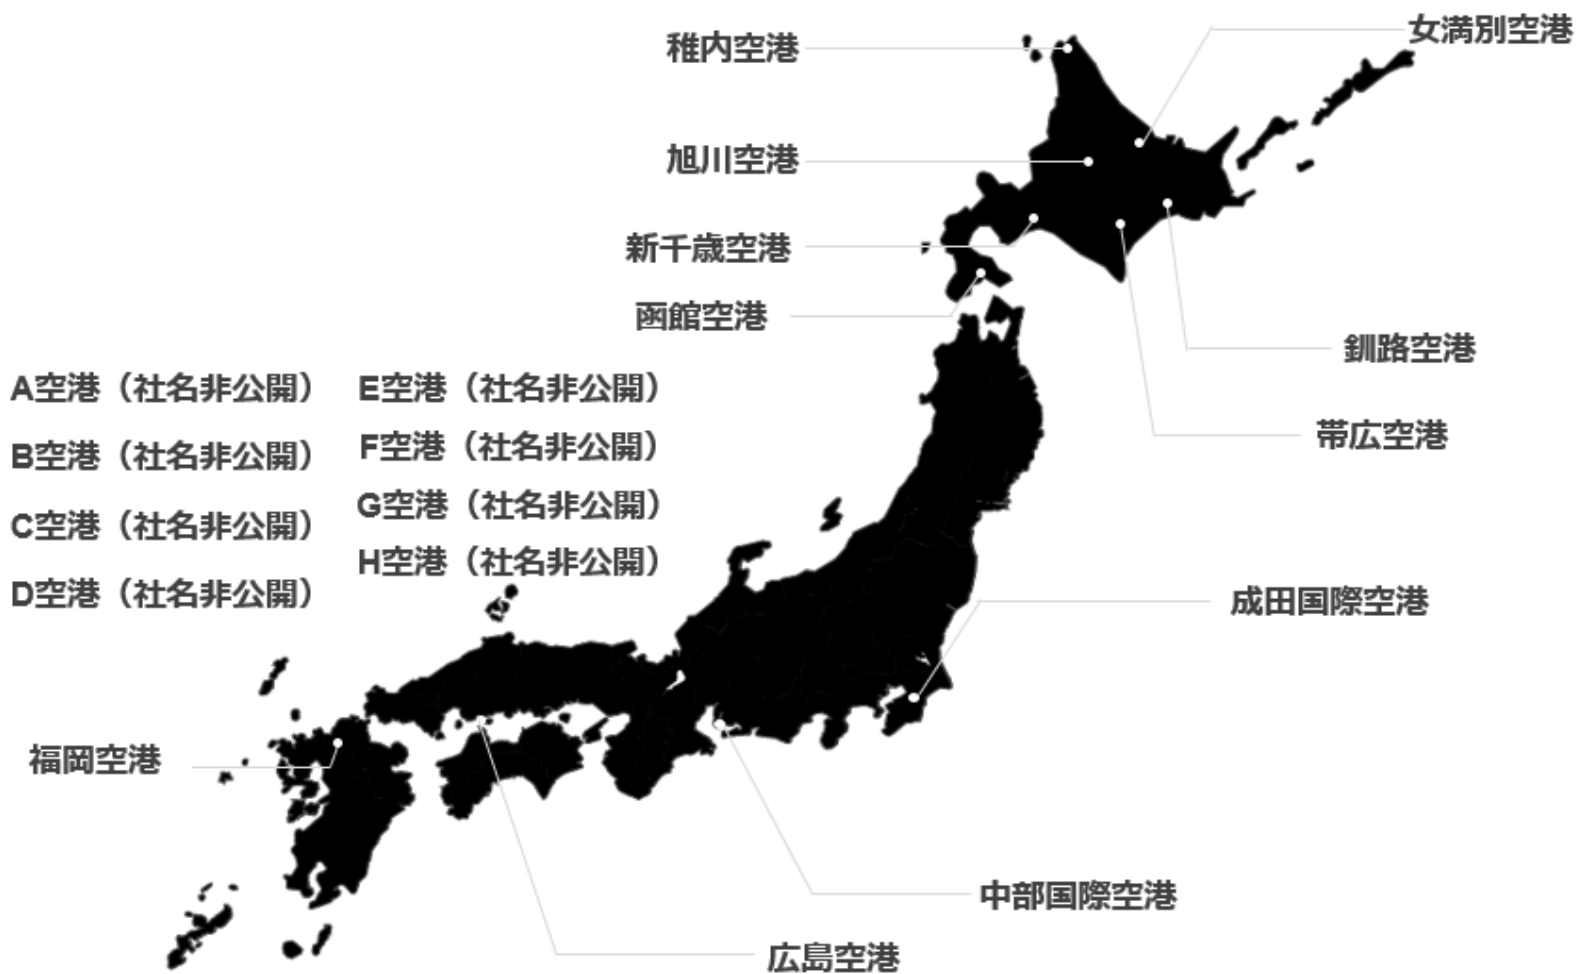 稚内空港
女満別空港
旭川空港
新千歳空港
函館空港
釧路空港
帯広空港
A空港（社名非公開）
B空港（社名非公開）
C空港（社名非公開）
D空港（社名非公開）
E空港（社名非公開）
F空港（社名非公開）
G空港（社名非公開）
H空港（社名非公開）
成田国際空港
福岡空港
中部国際空港
広島空港